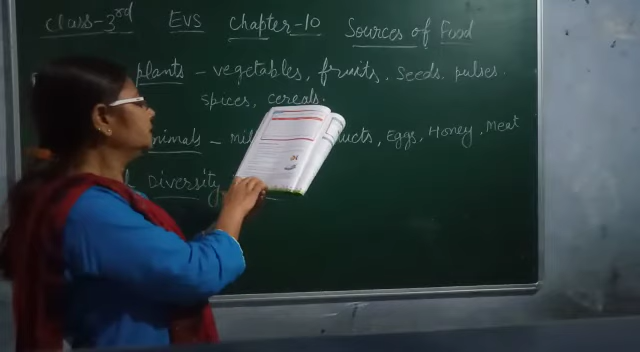 Class-3rd EVS Chapter-10 Sources of Food
plants - vegetables, fruits, seeds, pulses.
spices, cereals.
nimals - mil ucts, Eggs, Honey, Meat
Diversity